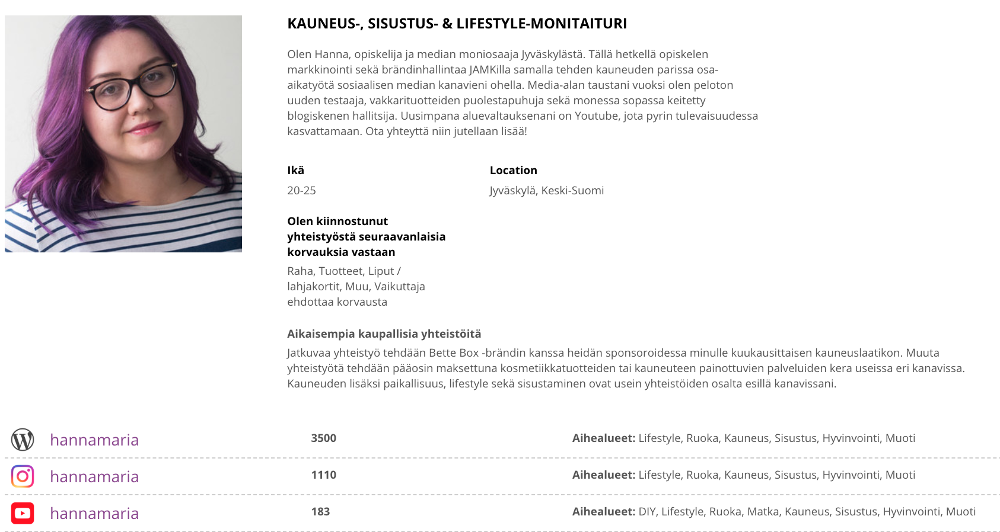 KAUNEUS-, SISUSTUS- & LIFESTYLE-MONITAITURI
Olen Hanna, opiskelija ja median moniosaaja Jyväskylästä. Tällä hetkellä opiskelen
markkinointi sekä brändinhallintaa JAMKilla samalla tehden kauneuden parissa osa-
aikatyötä sosiaalisen median kanavieni ohella. Media-alan taustani vuoksi olen peloton
uuden testaaja, vakkarituotteiden puolestapuhuja sekä monessa sopassa keitetty
blogiskenen hallitsija. Uusimpana aluevaltauksenani on Youtube, jota pyrin tulevaisuudessa
kasvattamaan. Ota yhteyttä niin jutellaan lisää!
Ikä
20-25
Location
Jyväskylä, Keski-Suomi
Olen kiinnostunut
yhteistyöstä seuraavanlaisia
korvauksia vastaan
Raha, Tuotteet, Liput /
lahjakortit, Muu, Vaikuttaja
ehdottaa korvausta
Aikaisempia kaupallisia yhteistöitä
Jatkuvaa yhteistyö tehdään Bette Box -brändin kanssa heidän sponsoroidessa minulle kuukausittaisen kauneuslaatikon. Muuta
yhteistyötä tehdään pääosin maksettuna kosmetiikkatuotteiden tai kauneuteen painottuvien palveluiden kera useissa eri kanavissa.
Kauneuden lisäksi paikallisuus, lifestyle sekä sisustaminen ovat usein yhteistöiden osalta esillä kanavissani.
hannamaria 3500 Aihealueet: Lifestyle, Ruoka, Kauneus, Sisustus, Hyvinvointi, Muoti
hannamaria 1110 Aihealueet: Lifestyle, Ruoka, Kauneus, Sisustus, Hyvinvointi, Muoti
hannamaria 183 Aihealueet: DIY, Lifestyle, Ruoka, Matka, Kauneus, Sisustus, Hyvinvointi, Muoti